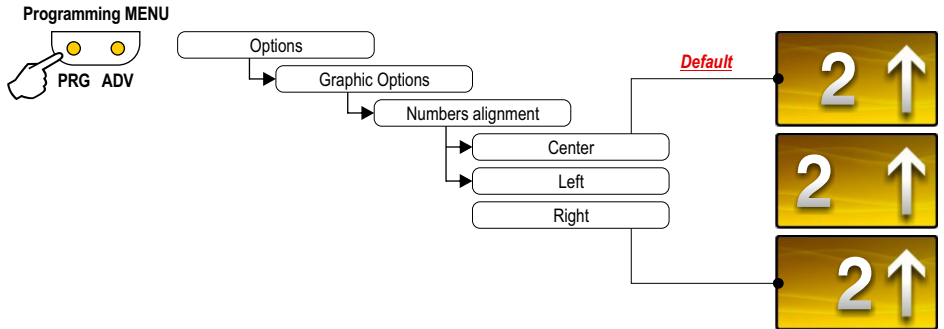 Programming MENU
PRG ADV
Options
Graphic Options
Numbers alignment
Center
Left
Right
Default
2
2
2